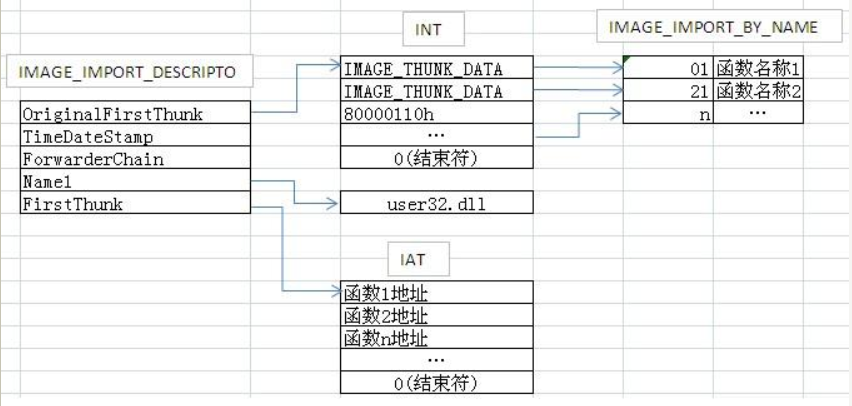 INT
IMAGE_IMPORT_BY_NAME
IMAGE_IMPORT_DESCRIPTO
IMAGE_THUNK_DATA
01 函数名称1
IMAGE_THUNK_DATA
21 函数名称2
OriginalFirstThunk
80000110h
n …
TimeDateStamp
…
ForwarderChain
0(结束符)
Name1
FirstThunk
user32.dll
IAT
函数1地址
函数2地址
函数n地址
…
0(结束符)